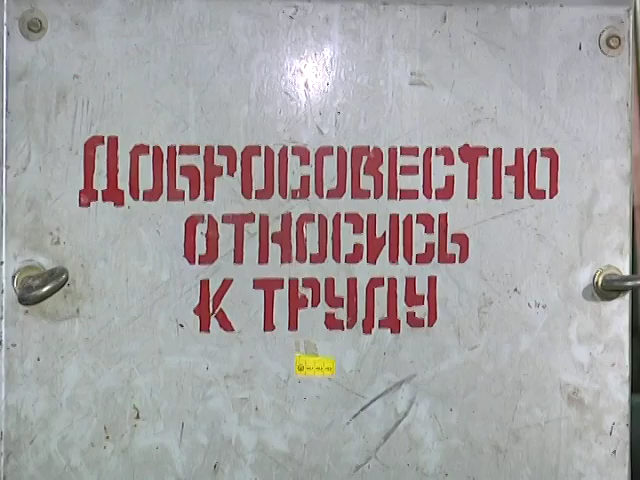 Добросовестно
относись
к труду